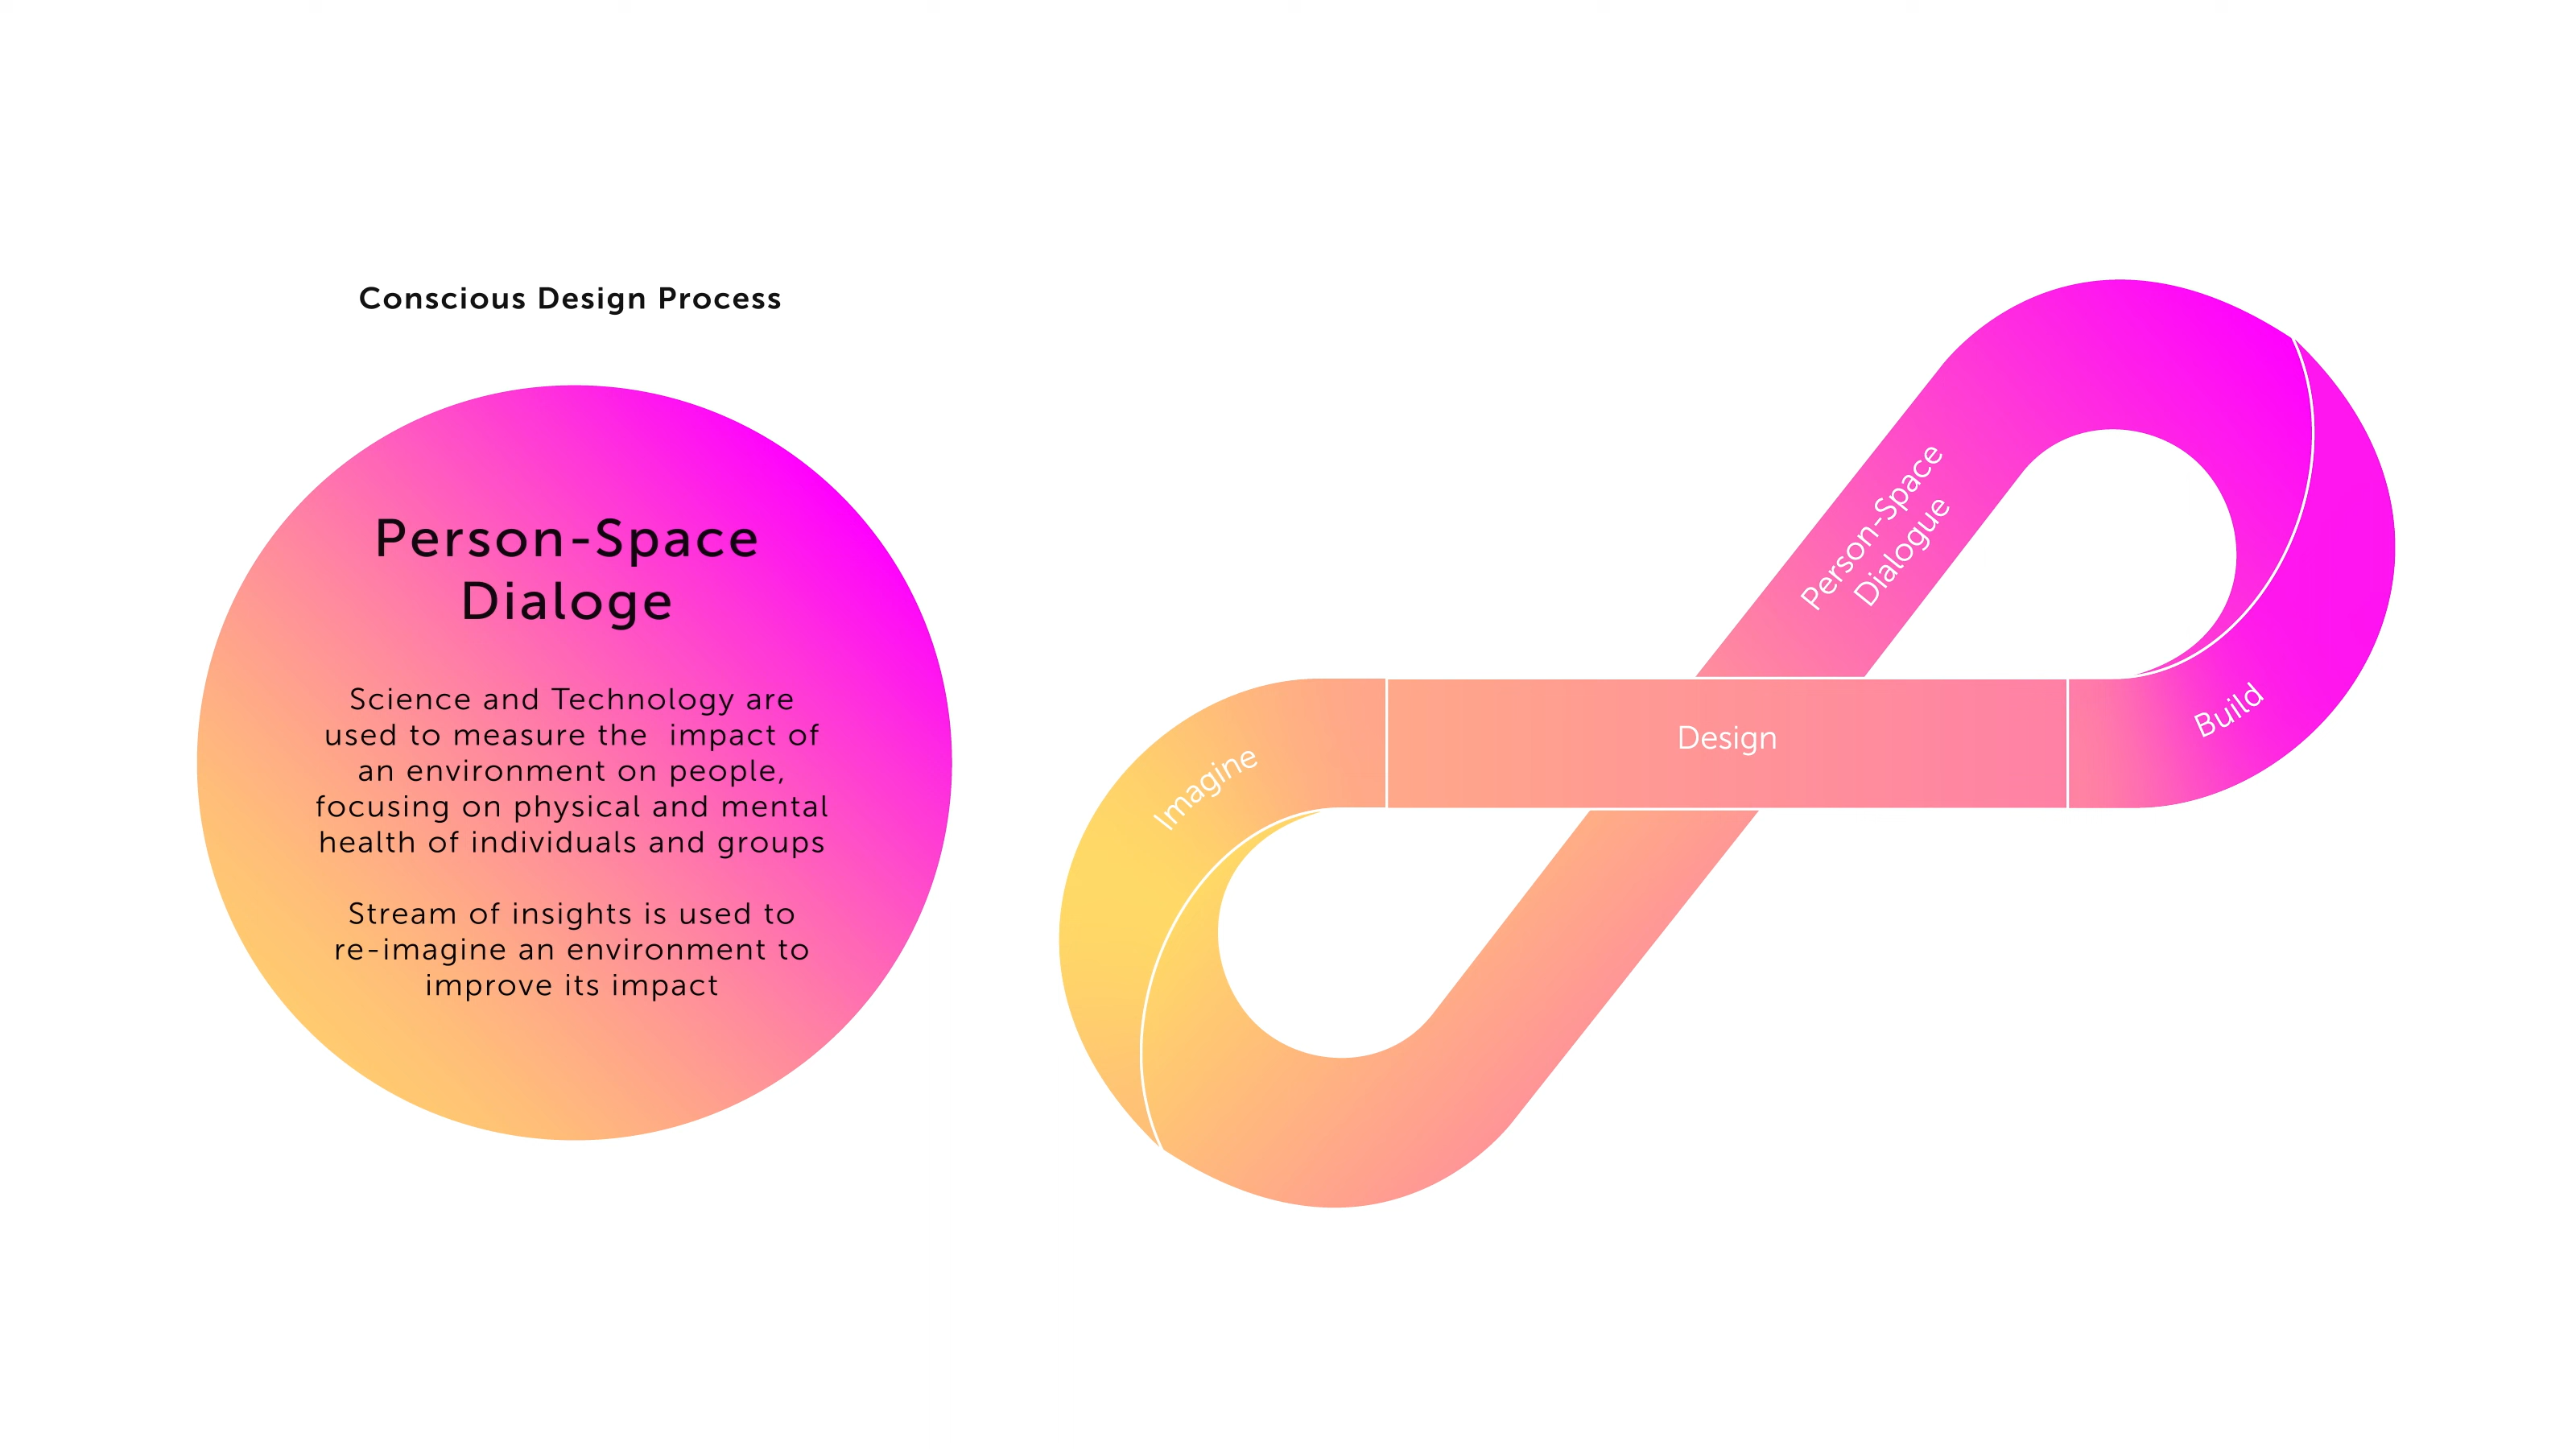 Conscious Design Process
Person-Space
Dialoge
Science and Technology are
used to measure the  impact of
an environment on people,
focusing on physical and mental
health of individuals and groups
Stream of insights is used to
re-imagine an environment to
improve its impact
Imagine
Design
Build
Person-Space
Dialogue